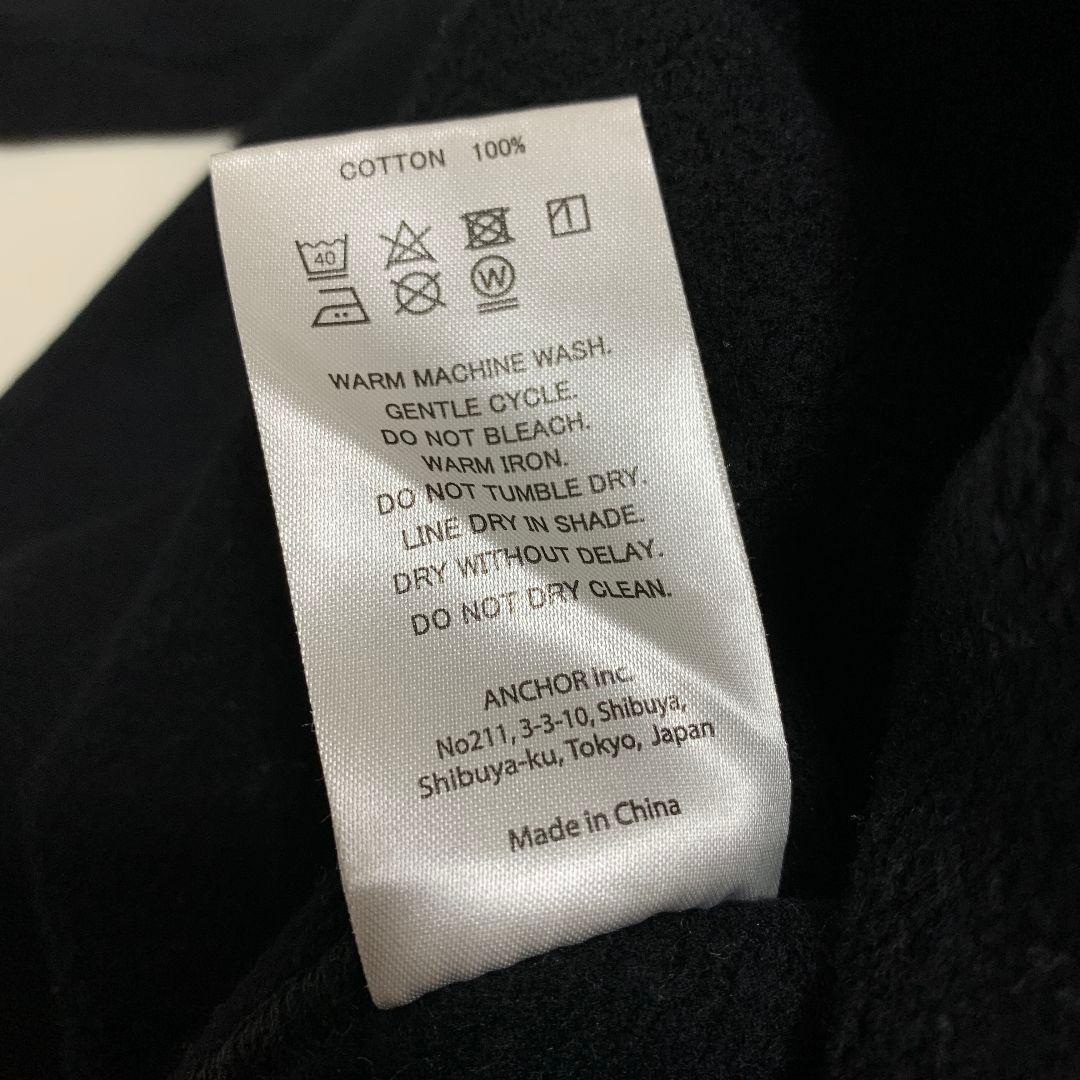 COTTON 100%
40
W
WARM MACHINE WASH.
GENTLE CYCLE.
DO NOT BLEACH.
WARM IRON.
DO NOT TUMBLE DRY.
LINE DRY IN SHADE.
DRY WITHOUT DELAY.
DO NOT DRY CLEAN.
ANCHOR Inc.
No211, 3-3-10, Shibuya,
Shibuya-ku, Tokyo, Japan
Made in China